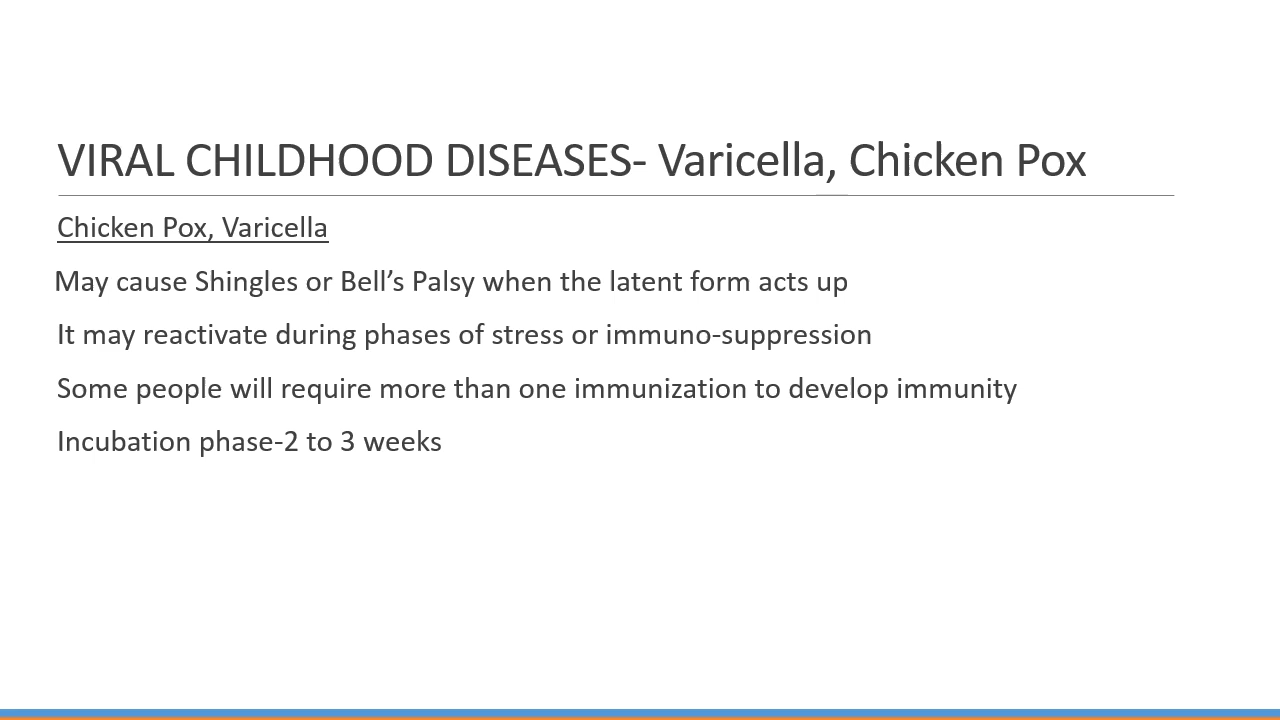 VIRAL CHILDHOOD DISEASES- Varicella, Chicken Pox
Chicken Pox, Varicella
May cause Shingles or Bell’s Palsy when the latent form acts up
It may reactivate during phases of stress or immuno-suppression
Some people will require more than one immunization to develop immunity
Incubation phase-2 to 3 weeks